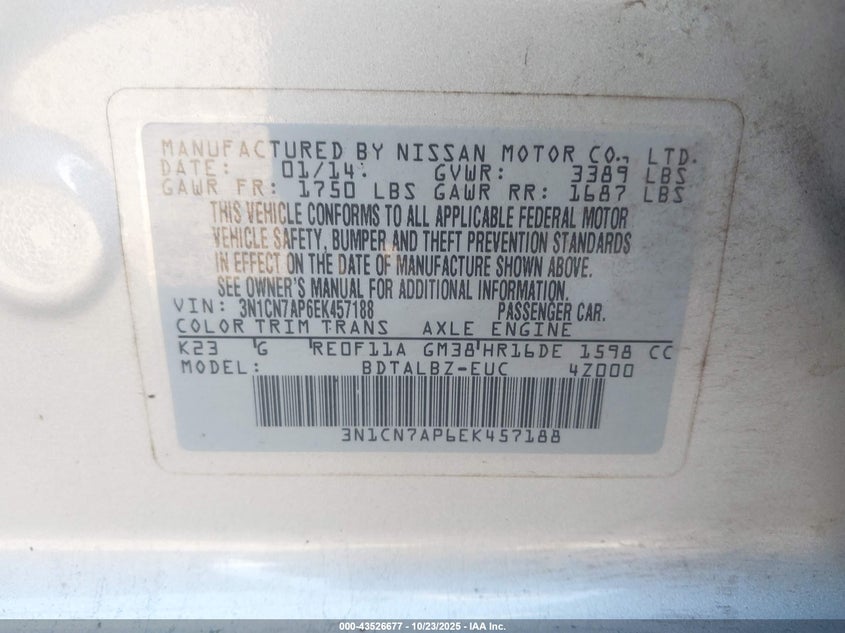 MANUFACTURED BY NISSAN MOTOR CO., LTD.
DATE: 01/14. GVWR: 3389 LBS
GAWR FR: 1750 LBS GAWR RR: 1687 LBS
THIS VEHICLE CONFORMS TO ALL APPLICABLE FEDERAL MOTOR
VEHICLE SAFETY, BUMPER AND THEFT PREVENTION STANDARDS
IN EFFECT ON THE DATE OF MANUFACTURE SHOWN ABOVE.
SEE OWNER'S MANUAL FOR ADDITIONAL INFORMATION.
VIN: 3N1CN7AP6EK457188 PASSENGER CAR.
COLOR TRIM TRANS AXLE ENGINE
K23 G RE0F11A GM38 HR16DE 1598 CC
MODEL: BDTALBZ-EUC 4Z000
3N1CN7AP6EK457188
000-43526677 - 10/23/2025 - IAA Inc.